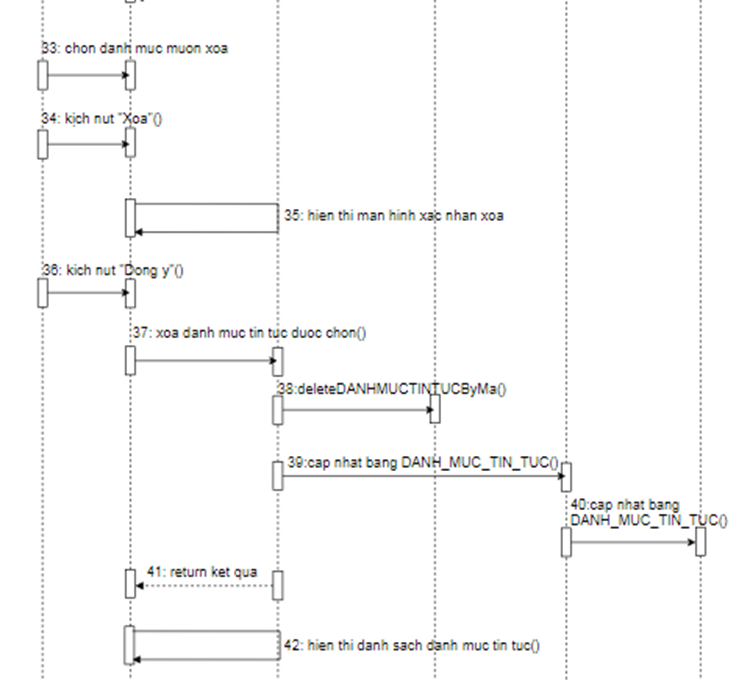 33: chon danh muc muon xoa
34: kich nut "Xoa"()
35: hien thi man hinh xac nhan xoa
36: kich nut "Dong y"()
37: xoa danh muc tin tuc duoc chon()
38:deleteDANHMUCTINTUCByMa()
39:cap nhat bang DANH_MUC_TIN_TUC()
40:cap nhat bang
DANH_MUC_TIN_TUC()
41: return ket qua
42: hien thi danh sach danh muc tin tuc()